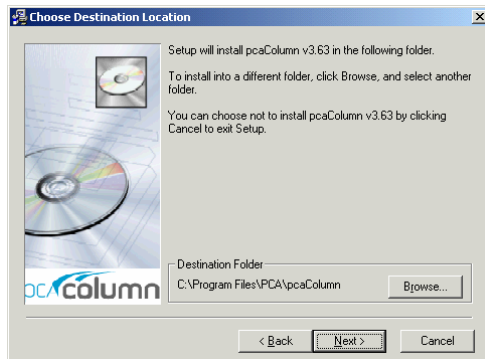 Choose Destination Location
Setup will install pcaColumn v3.63 in the following folder.
To install into a different folder, click Browse, and select another
folder.
You can choose not to install pcaColumn v3.63 by clicking
Cancel to exit Setup.
Destination Folder
C:\Program Files\PCA\pcaColumn
Browse...
pcacolumn
< Back
Next >
Cancel